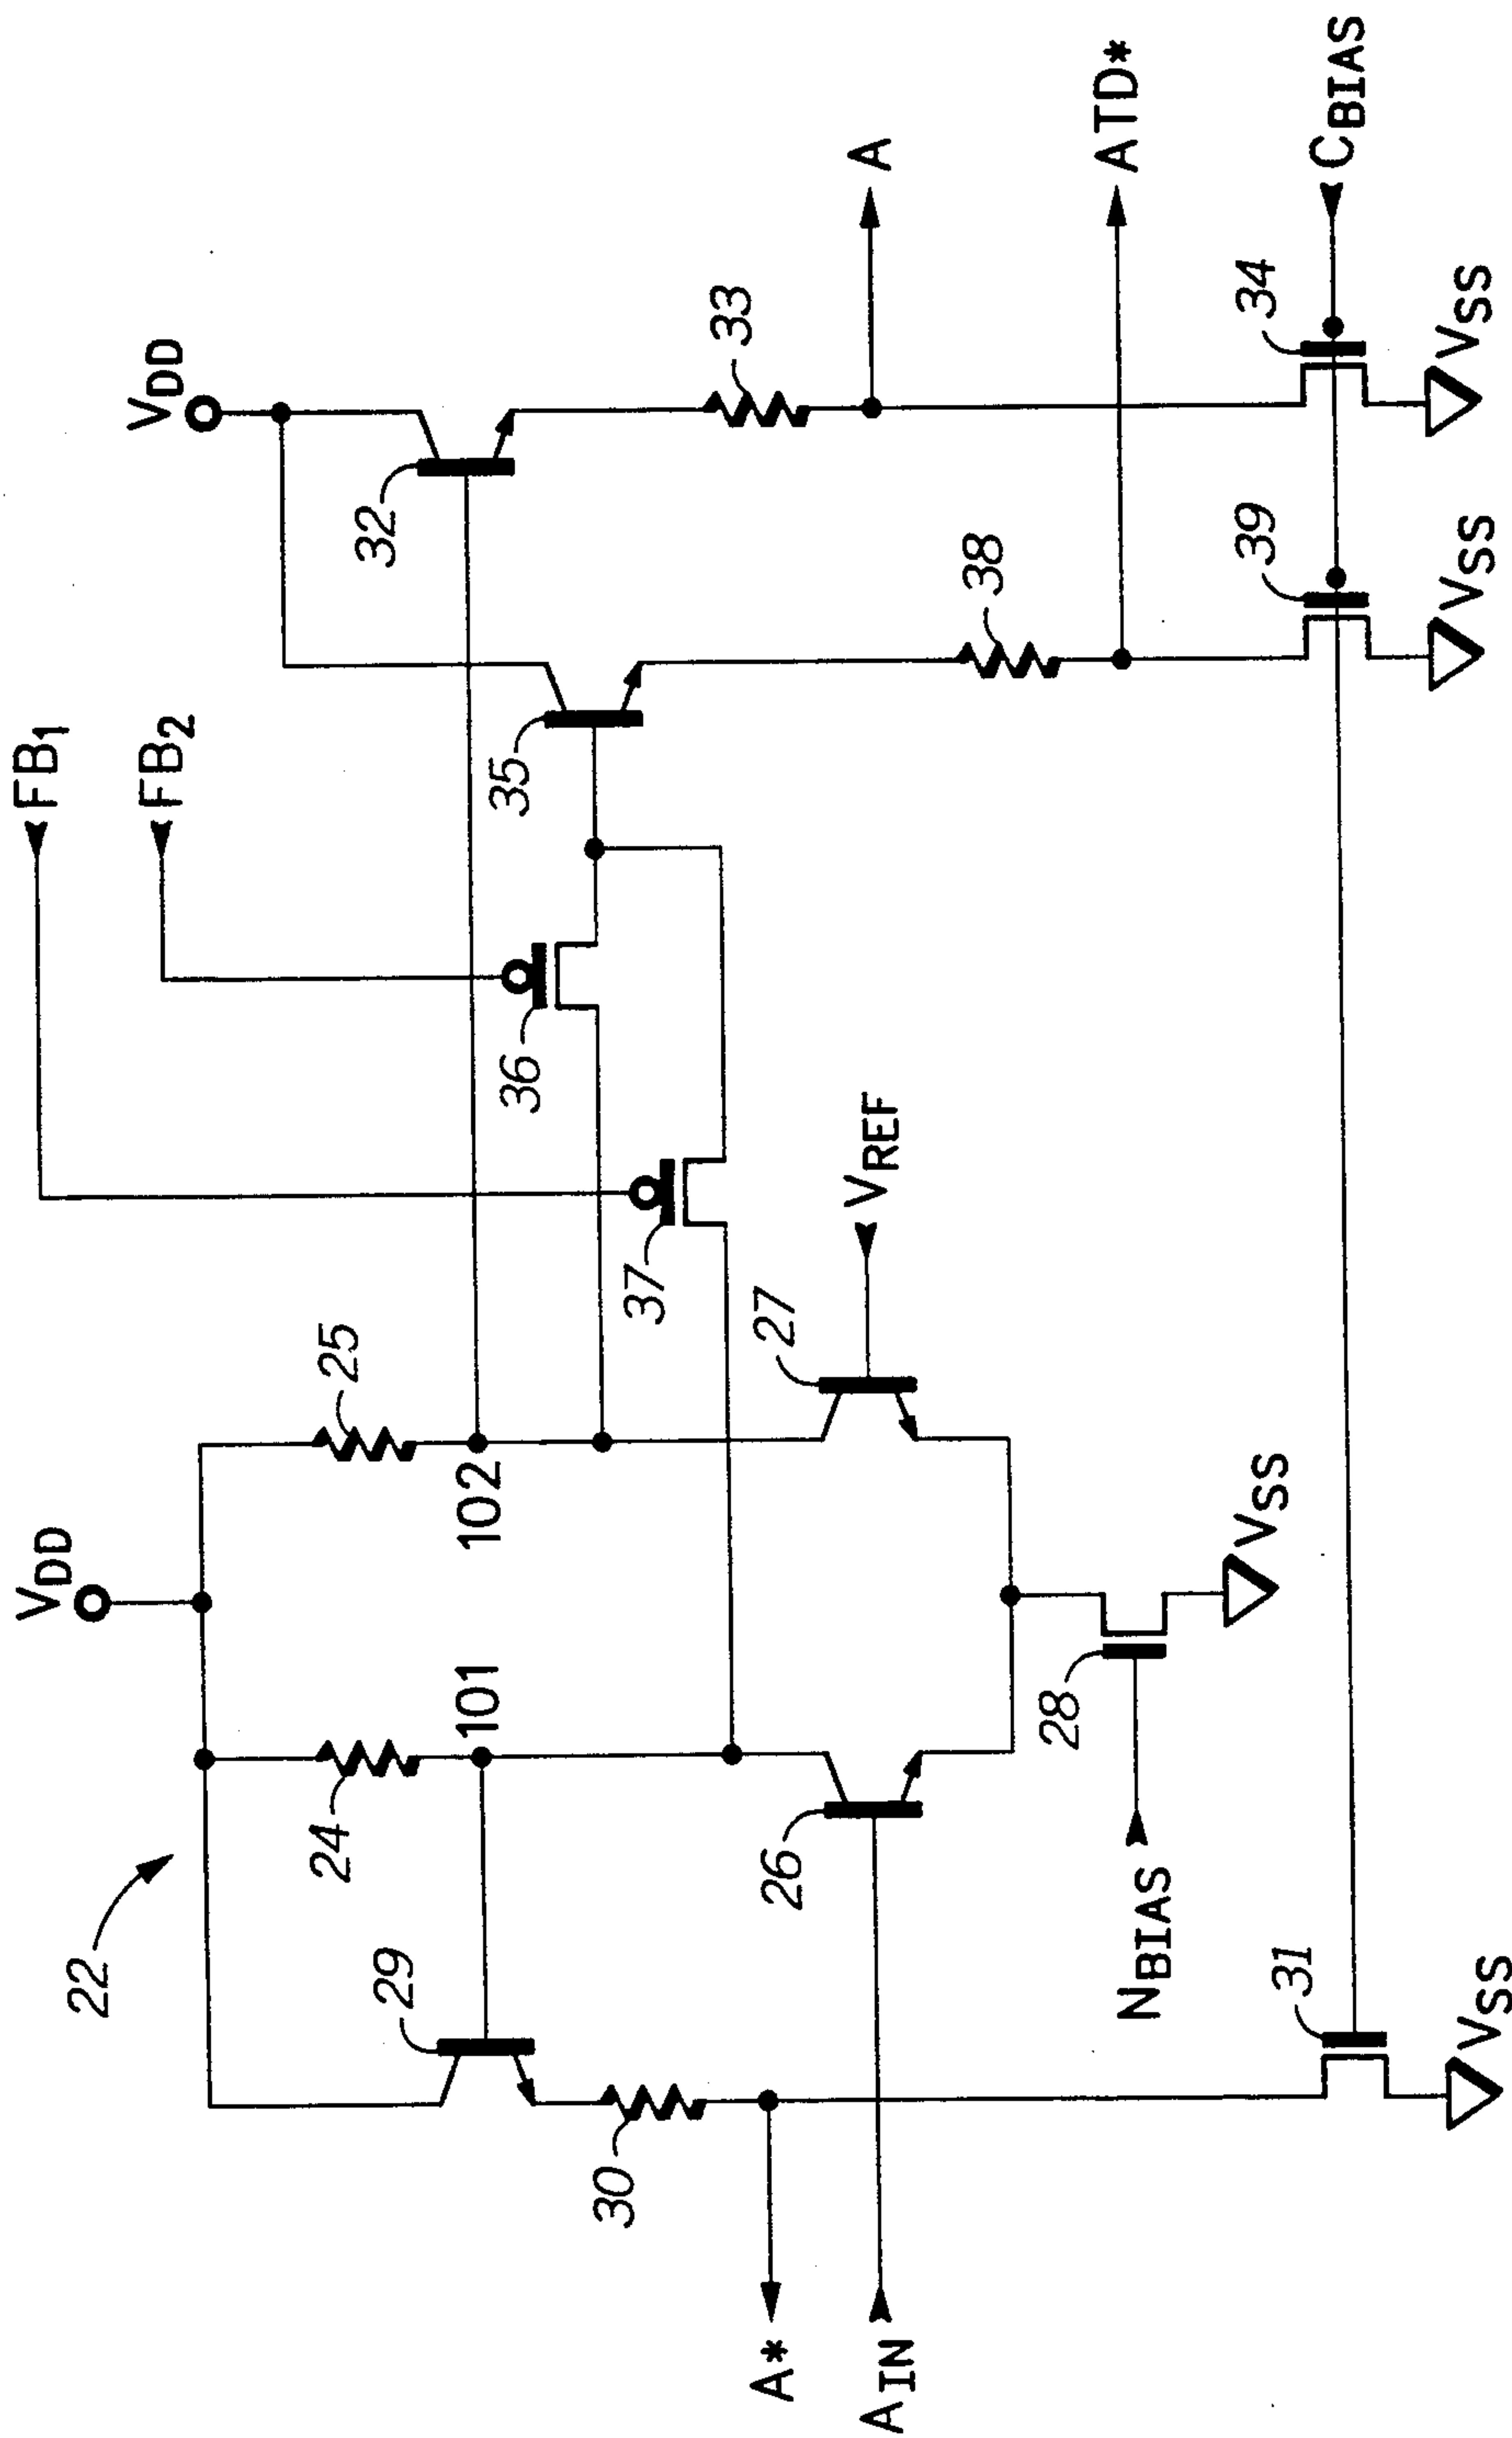 FB1
FB2
VDD
VDD
22
32
25
24
29
102
101
36
35
37
33
A
38
ATD*
27
VREF
26
30
A*
AIN
28
NBIAS
VSS
34
39
31
CBIAS
VSS
VSS
VSS